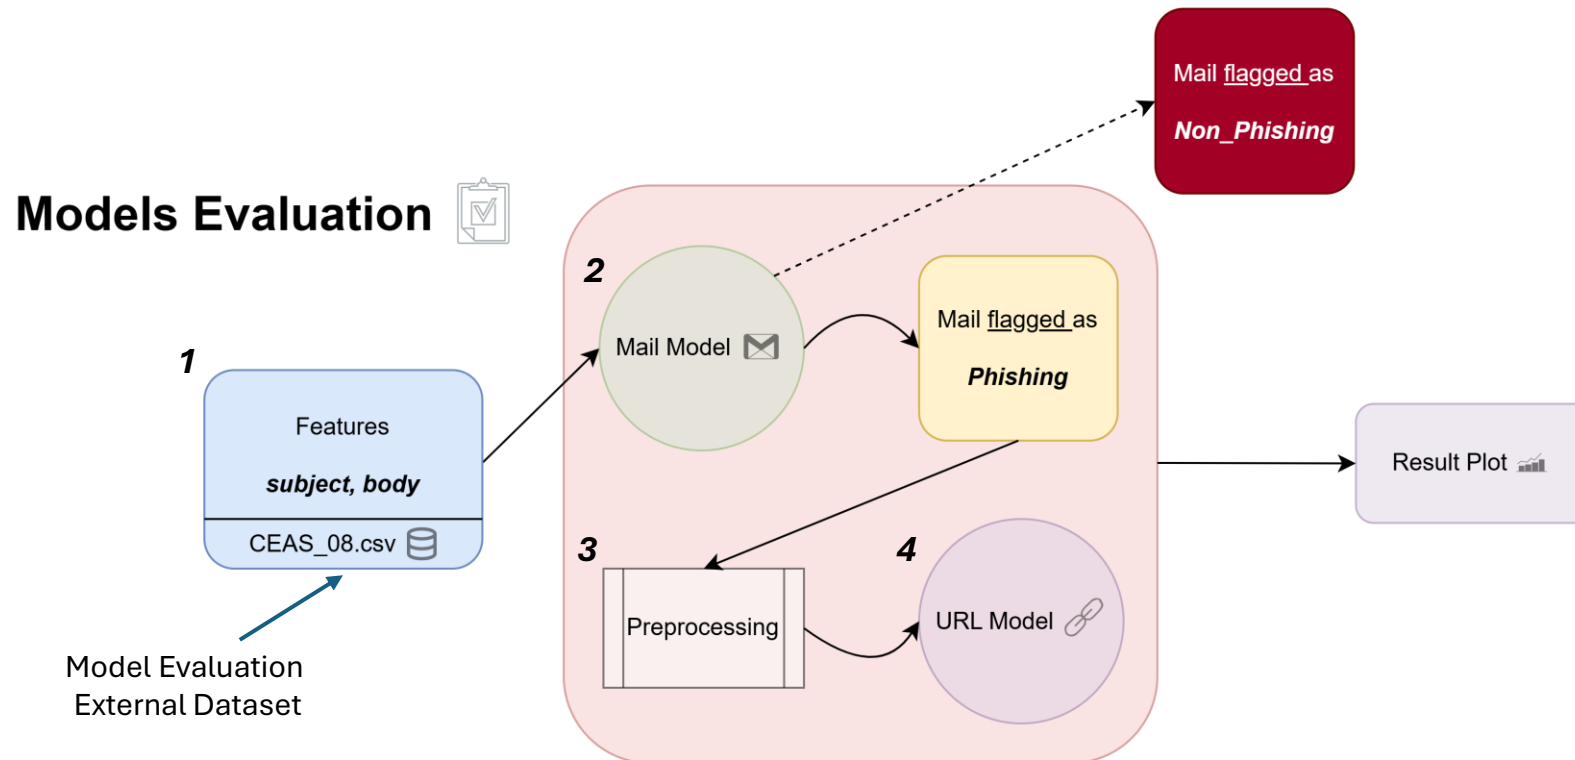 Mail flagged as
Non_Phishing
Models Evaluation
2
Mail Model
Mail flagged as
Phishing
1
Features
subject, body
CEAS_08.csv
Result Plot
3
Preprocessing
4
URL Model
Model Evaluation
External Dataset